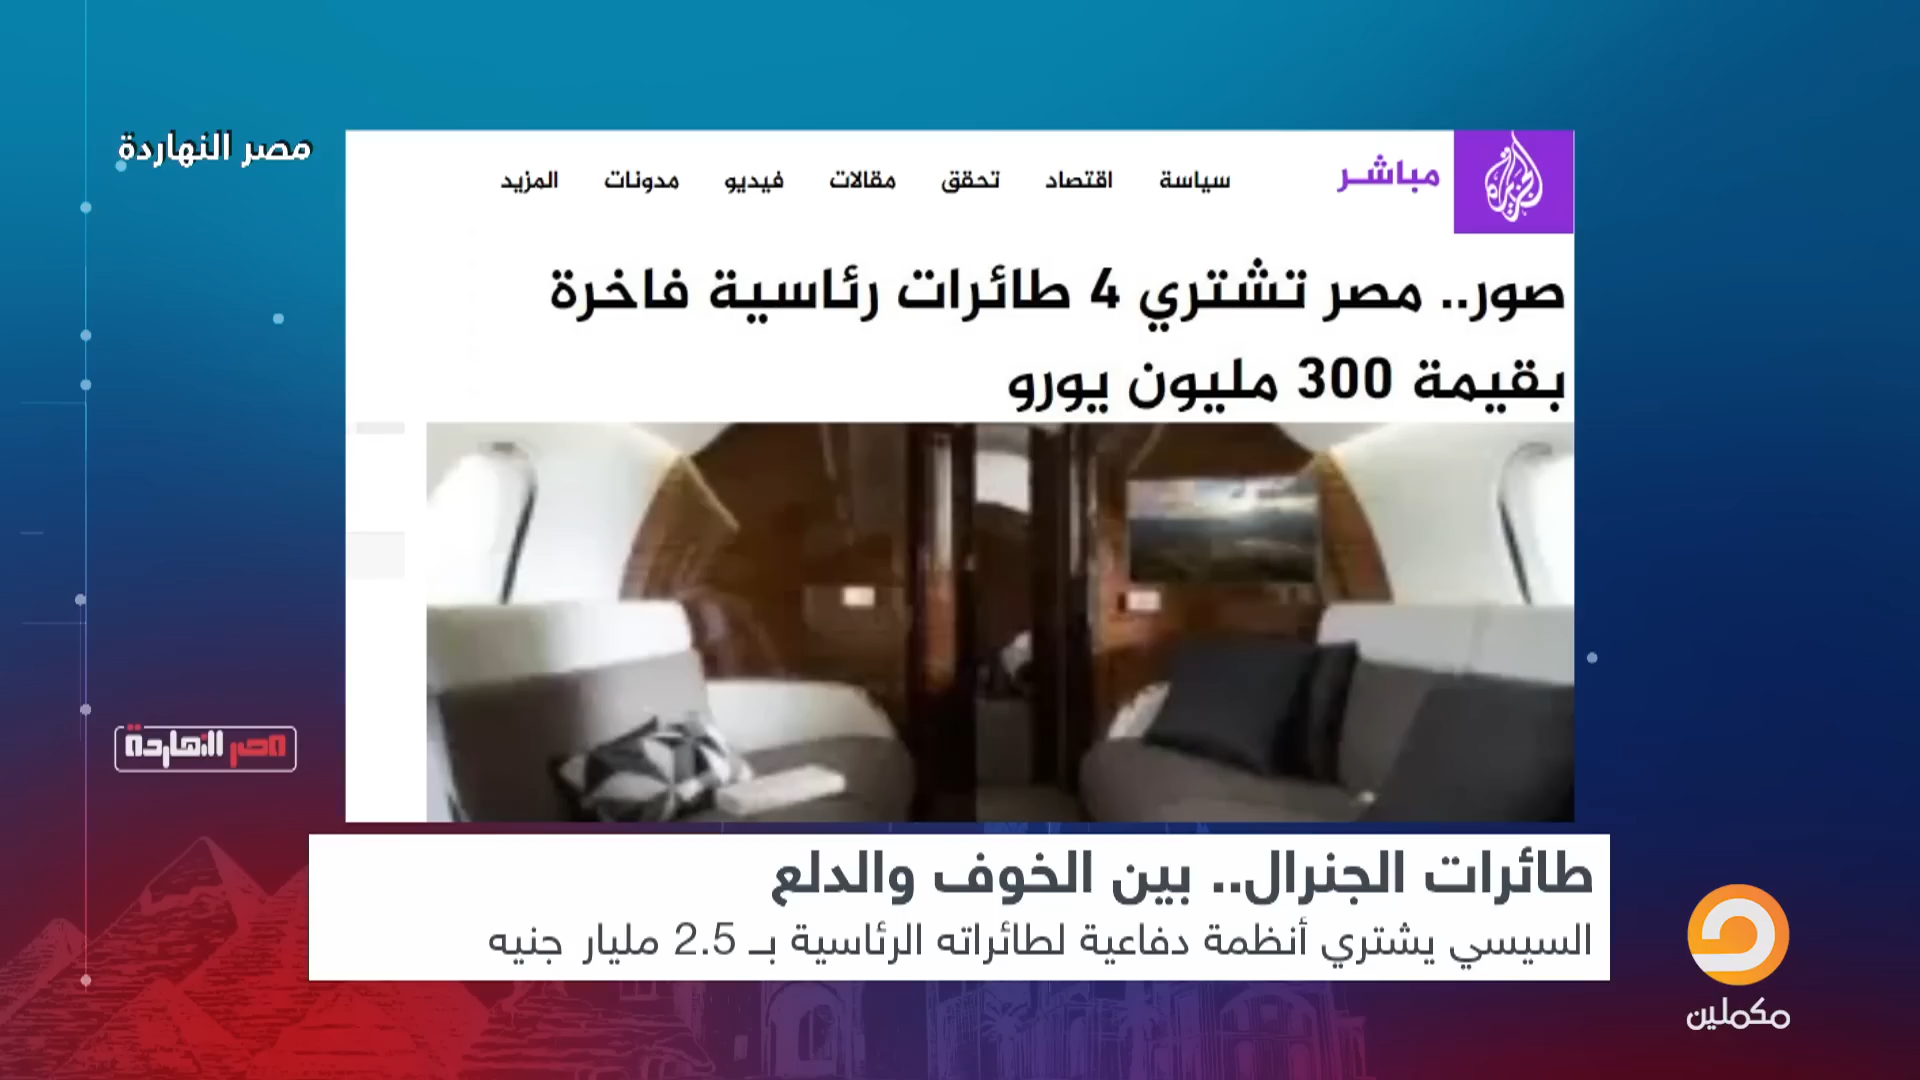 مصر النهاردة
مباشر
سياسة اقتصاد تحقق مقالات فيديو مدونات المزيد
صور.. مصر تشتري 4 طائرات رئاسية فاخرة
بقيمة 300 مليون يورو
مصر النهاردة
طائرات الجنرال.. بين الخوف والدلع
السيسي يشتري أنظمة دفاعية لطائراته الرئاسية بـ 2.5 مليار جنيه
مكملين